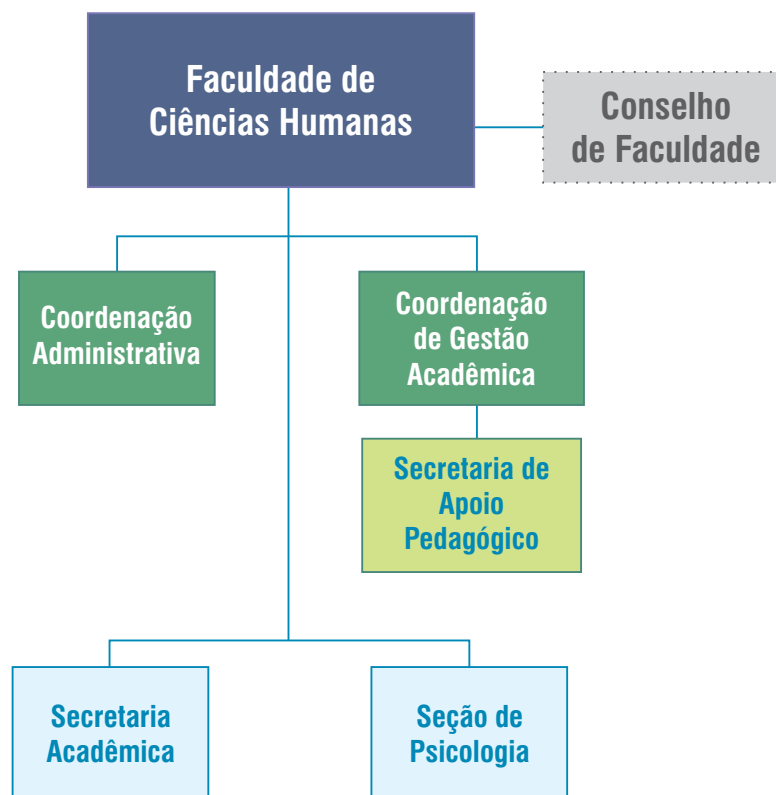 Faculdade de
Ciências Humanas
Conselho
de Faculdade
Coordenação
Administrativa
Coordenação
de Gestão
Acadêmica
Secretaria de
Apoio
Pedagógico
Secretaria
Acadêmica
Seção de
Psicologia